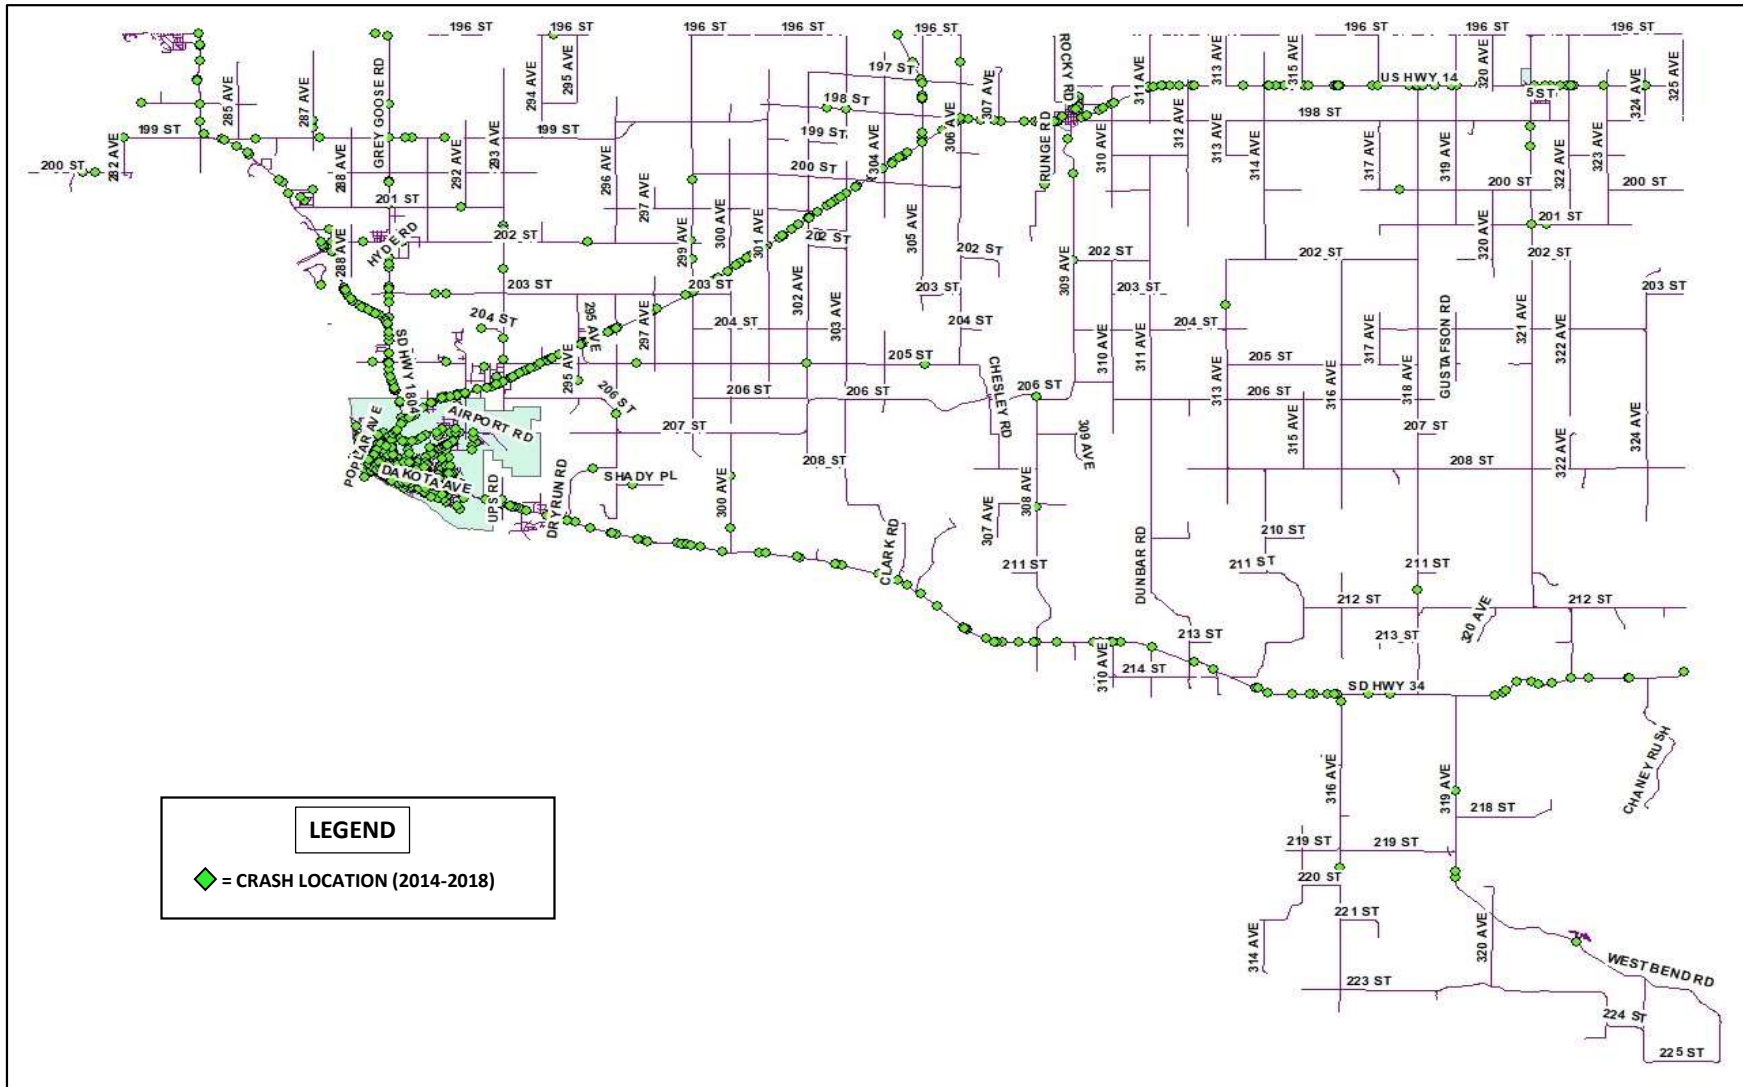 196 ST
196 ST
196 ST
196 ST
196 ST
196 ST
196 ST
196 ST
285 AVE
287 AVE
GREY GOOSE RD
294 AVE
295 AVE
197 ST
307 AVE
ROCKY RD
311 AVE
313 AVE
315 AVE
US HWY 14
320 AVE
5 ST
324 AVE
325 AVE
198 ST
198 ST
199 ST
199 ST
199 ST
282 AVE
200 ST
288 AVE
292 AVE
293 AVE
296 AVE
304 AVE
306 AVE
RUNGE RD
310 AVE
312 AVE
313 AVE
314 AVE
317 AVE
319 AVE
322 AVE
323 AVE
200 ST
200 ST
200 ST
201 ST
297 AVE
300 AVE
301 AVE
305 AVE
201 ST
288 AVE
HYDE RD
202 ST
299 AVE
202 ST
202 ST
309 AVE
202 ST
202 ST
320 AVE
202 ST
203 ST
203 ST
302 AVE
303 AVE
203 ST
203 ST
203 ST
204 ST
295 AVE
297 AVE
204 ST
204 ST
204 ST
310 AVE
311 AVE
317 AVE
GUSTAFSON RD
321 AVE
322 AVE
SD HWY 1804
295 AVE
205 ST
CHESLEY RD
205 ST
313 AVE
316 AVE
318 AVE
206 ST
206 ST
206 ST
206 ST
206 ST
POPLAR AVE
AIRPORT RD
207 ST
309 AVE
315 AVE
207 ST
322 AVE
324 AVE
DAKOTA AVE
UPS RD
DRY RUN RD
SHADY PL
300 AVE
208 ST
308 AVE
208 ST
307 AVE
CLARK RD
DUNBAR RD
210 ST
211 ST
211 ST
211 ST
212 ST
320 AVE
212 ST
213 ST
213 ST
310 AVE
214 ST
SD HWY 34
CHANEY RUSH
316 AVE
319 AVE
218 ST
219 ST
219 ST
220 ST
221 ST
314 AVE
320 AVE
WEST BEND RD
223 ST
224 ST
225 ST
LEGEND
= CRASH LOCATION (2014-2018)